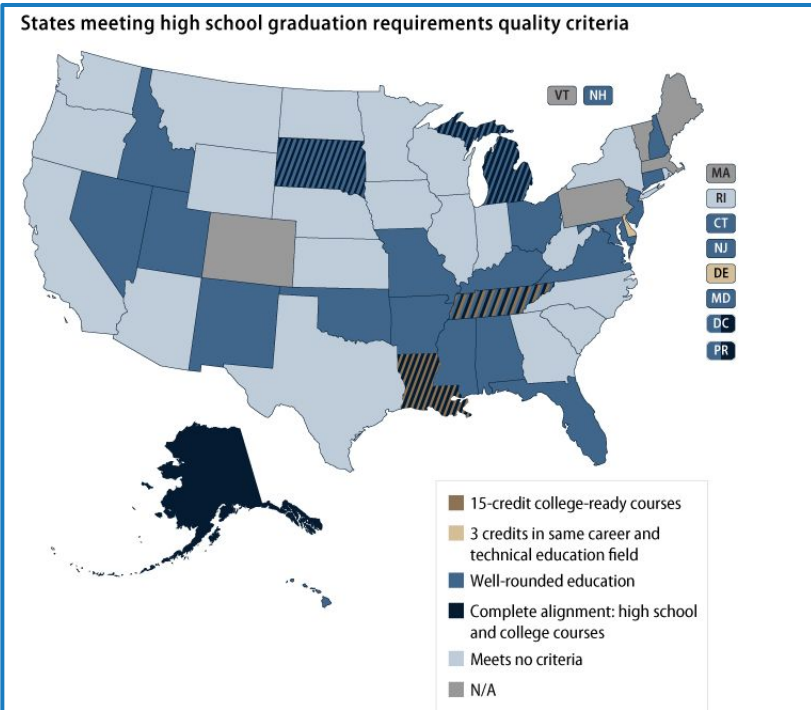 States meeting high school graduation requirements quality criteria
VT NH
MA
RI
CT
NJ
DE
MD
DC
PR
15-credit college-ready courses
3 credits in same career and
technical education field
Well-rounded education
Complete alignment: high school
and college courses
Meets no criteria
N/A